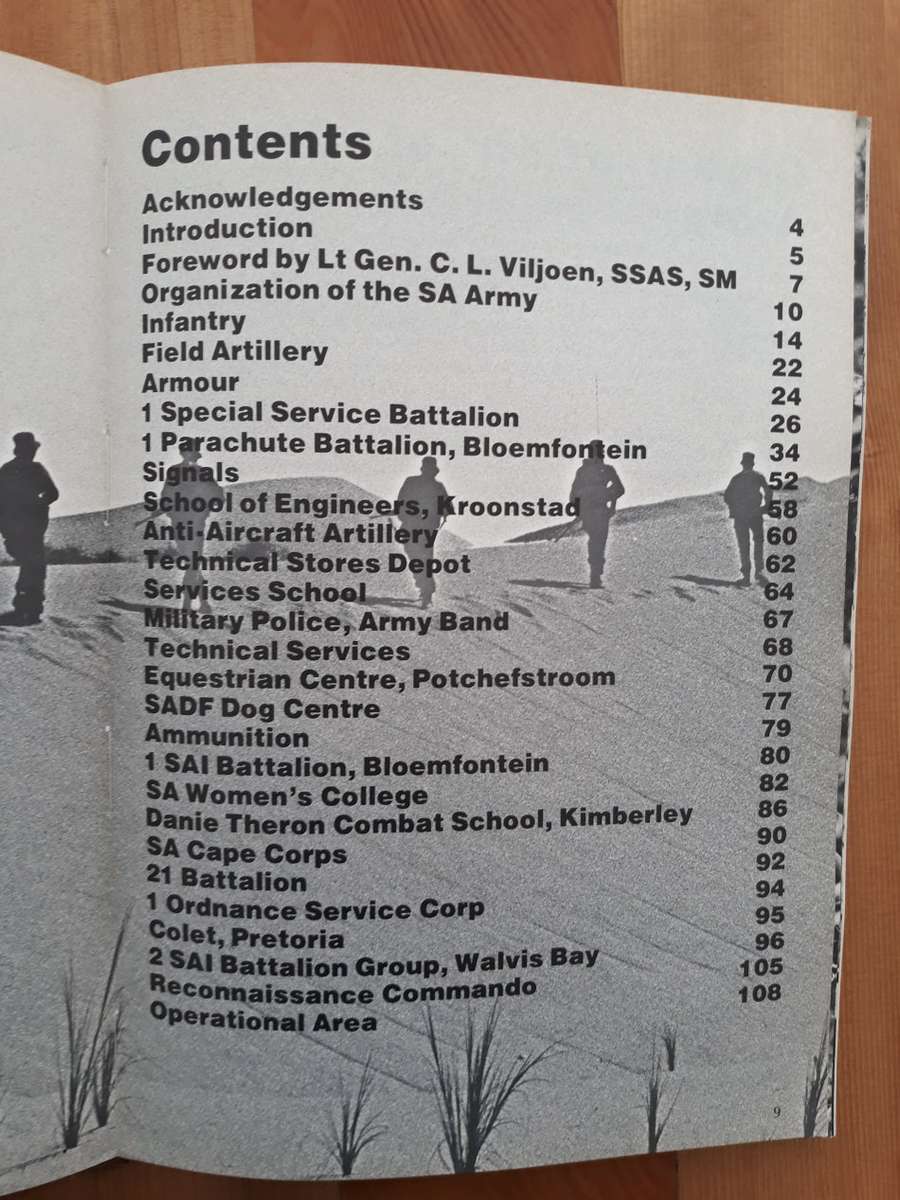 Contents
Acknowledgements 4
Introduction 5
Foreword by Lt Gen. C. L. Viljoen, SSAS, SM 7
Organization of the SA Army 10
Infantry 14
Field Artillery 22
Armour 24
1 Special Service Battalion 26
1 Parachute Battalion, Bloemfontein 34
Signals 52
School of Engineers, Kroonstad 58
Anti-Aircraft Artillery 60
Technical Stores Depot 62
Services School 64
Military Police, Army Band 67
Technical Services 68
Equestrian Centre, Potchefstroom 70
SADF Dog Centre 77
Ammunition 79
1 SAI Battalion, Bloemfontein 80
SA Women's College 82
Danie Theron Combat School, Kimberley 86
SA Cape Corps 90
21 Battalion 92
1 Ordnance Service Corp 94
Colet, Pretoria 95
2 SAI Battalion Group, Walvis Bay 96
Reconnaissance Commando 105
Operational Area 108
9